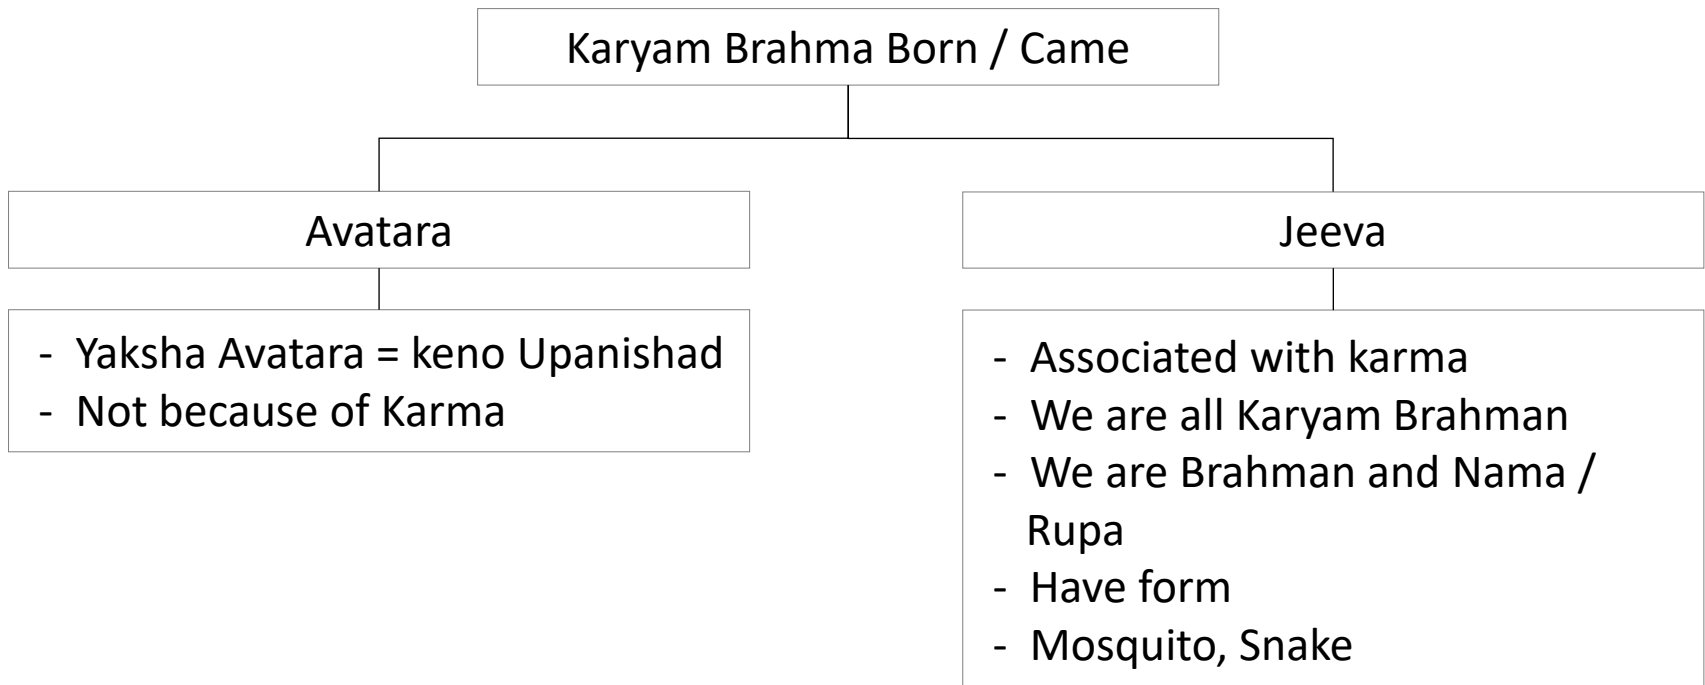 Karyam Brahma Born / Came
Avatara
Jeeva
- Yaksha Avatara = keno Upanishad
- Not because of Karma
- Associated with karma
- We are all Karyam Brahman
- We are Brahman and Nama /
Rupa
- Have form
- Mosquito, Snake